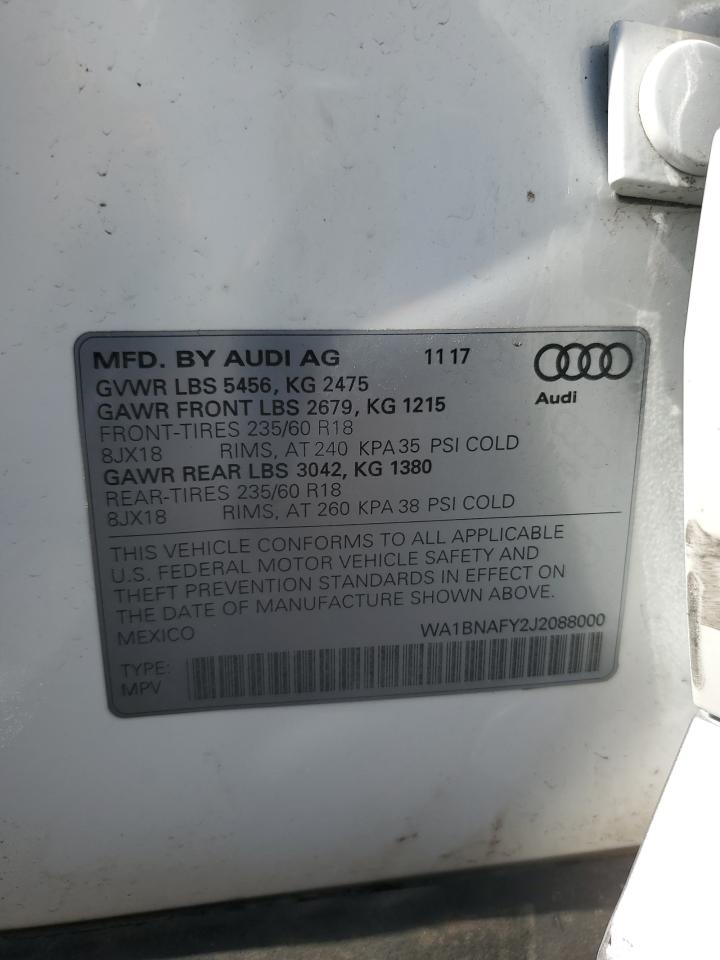 MFD. BY AUDI AG 11 17
Audi
GVWR LBS 5456, KG 2475
GAWR FRONT LBS 2679, KG 1215
FRONT-TIRES 235/60 R18
8JX18 RIMS, AT 240 KPA 35 PSI COLD
GAWR REAR LBS 3042, KG 1380
REAR-TIRES 235/60 R18
8JX18 RIMS, AT 260 KPA 38 PSI COLD
THIS VEHICLE CONFORMS TO ALL APPLICABLE
U.S. FEDERAL MOTOR VEHICLE SAFETY AND
THEFT PREVENTION STANDARDS IN EFFECT ON
THE DATE OF MANUFACTURE SHOWN ABOVE.
MEXICO WA1BNAFY2J2088000
TYPE:
MPV